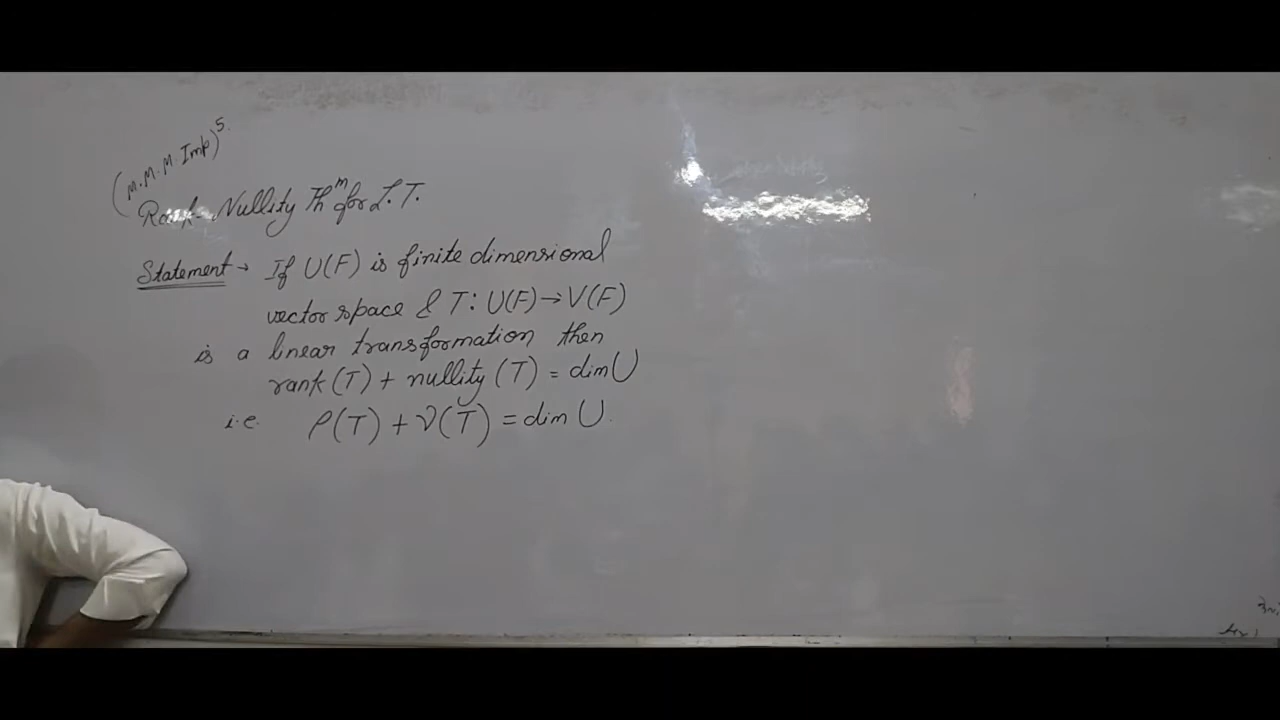 (M.M.M. Imp)⁵.
Rank-Nullity Thᵐ for L.T.
Statement → If U(F) is finite dimensional
vector space & T: U(F) → V(F)
is a linear transformation then
rank(T) + nullity(T) = dim U
i.e. ρ(T) + ν(T) = dim U.